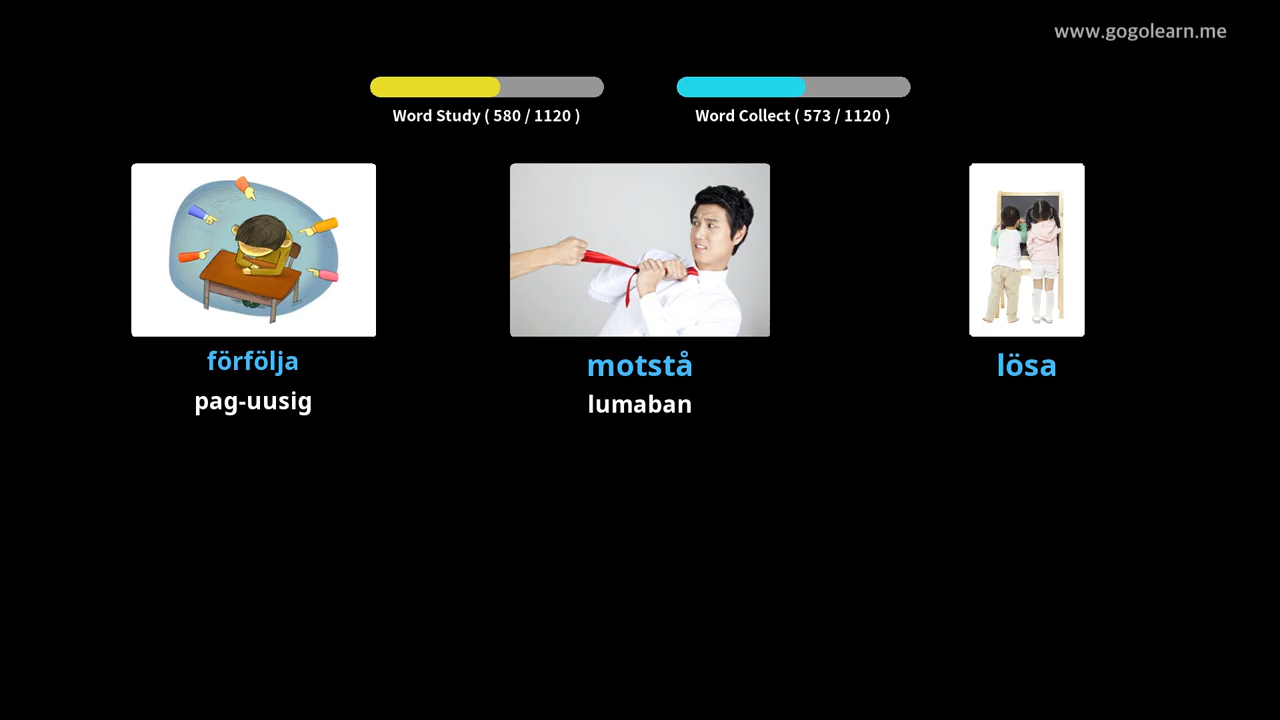 www.gogolearn.me
Word Study ( 580 / 1120 )
Word Collect ( 573 / 1120 )
förfölja
pag-uusig
motstå
lumaban
lösa